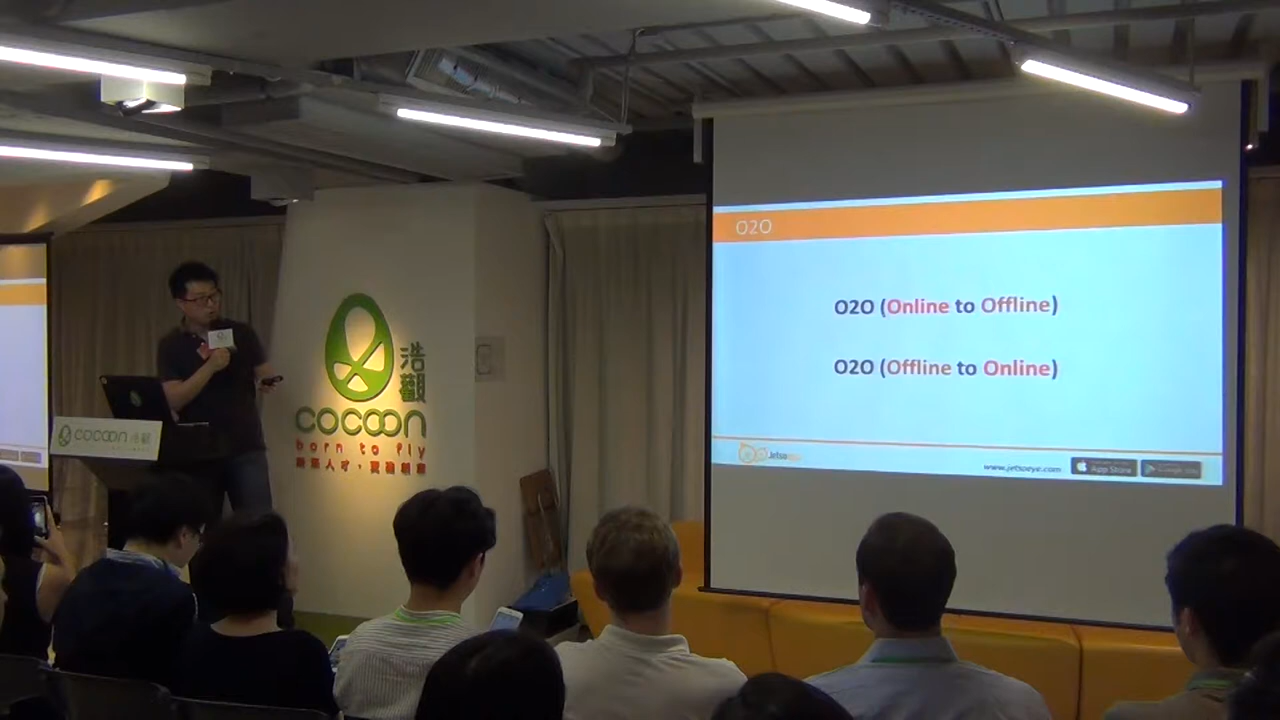 O2O
O2O (Online to Offline)
O2O (Offline to Online)
www.jetsoeye.com
App Store
浩觀
cocoon
born to fly
cocoon 浩觀